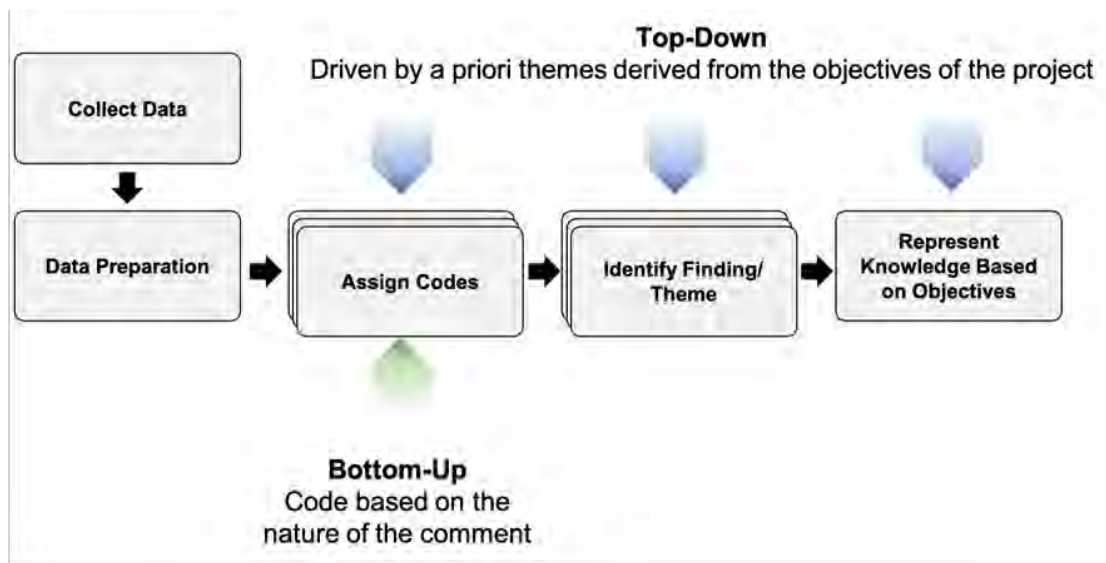 Top-Down
Driven by a priori themes derived from the objectives of the project
Collect Data
Data Preparation
Assign Codes
Identify Finding/
Theme
Represent
Knowledge Based
on Objectives
Bottom-Up
Code based on the
nature of the comment